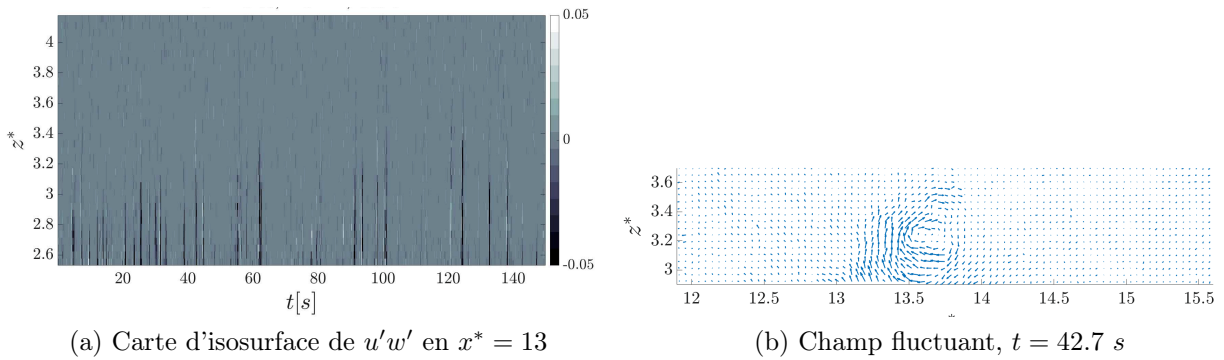 0.05
0
-0.05
4
3.8
3.6
3.4
3.2
3
2.8
2.6
z*
20 40 60 80 100 120 140
t[s]
(a) Carte d'isosurface de u'w' en x* = 13
3.6
3.4
3.2
3
z*
12 12.5 13 13.5 14 14.5 15 15.5
*
(b) Champ fluctuant, t = 42.7 s